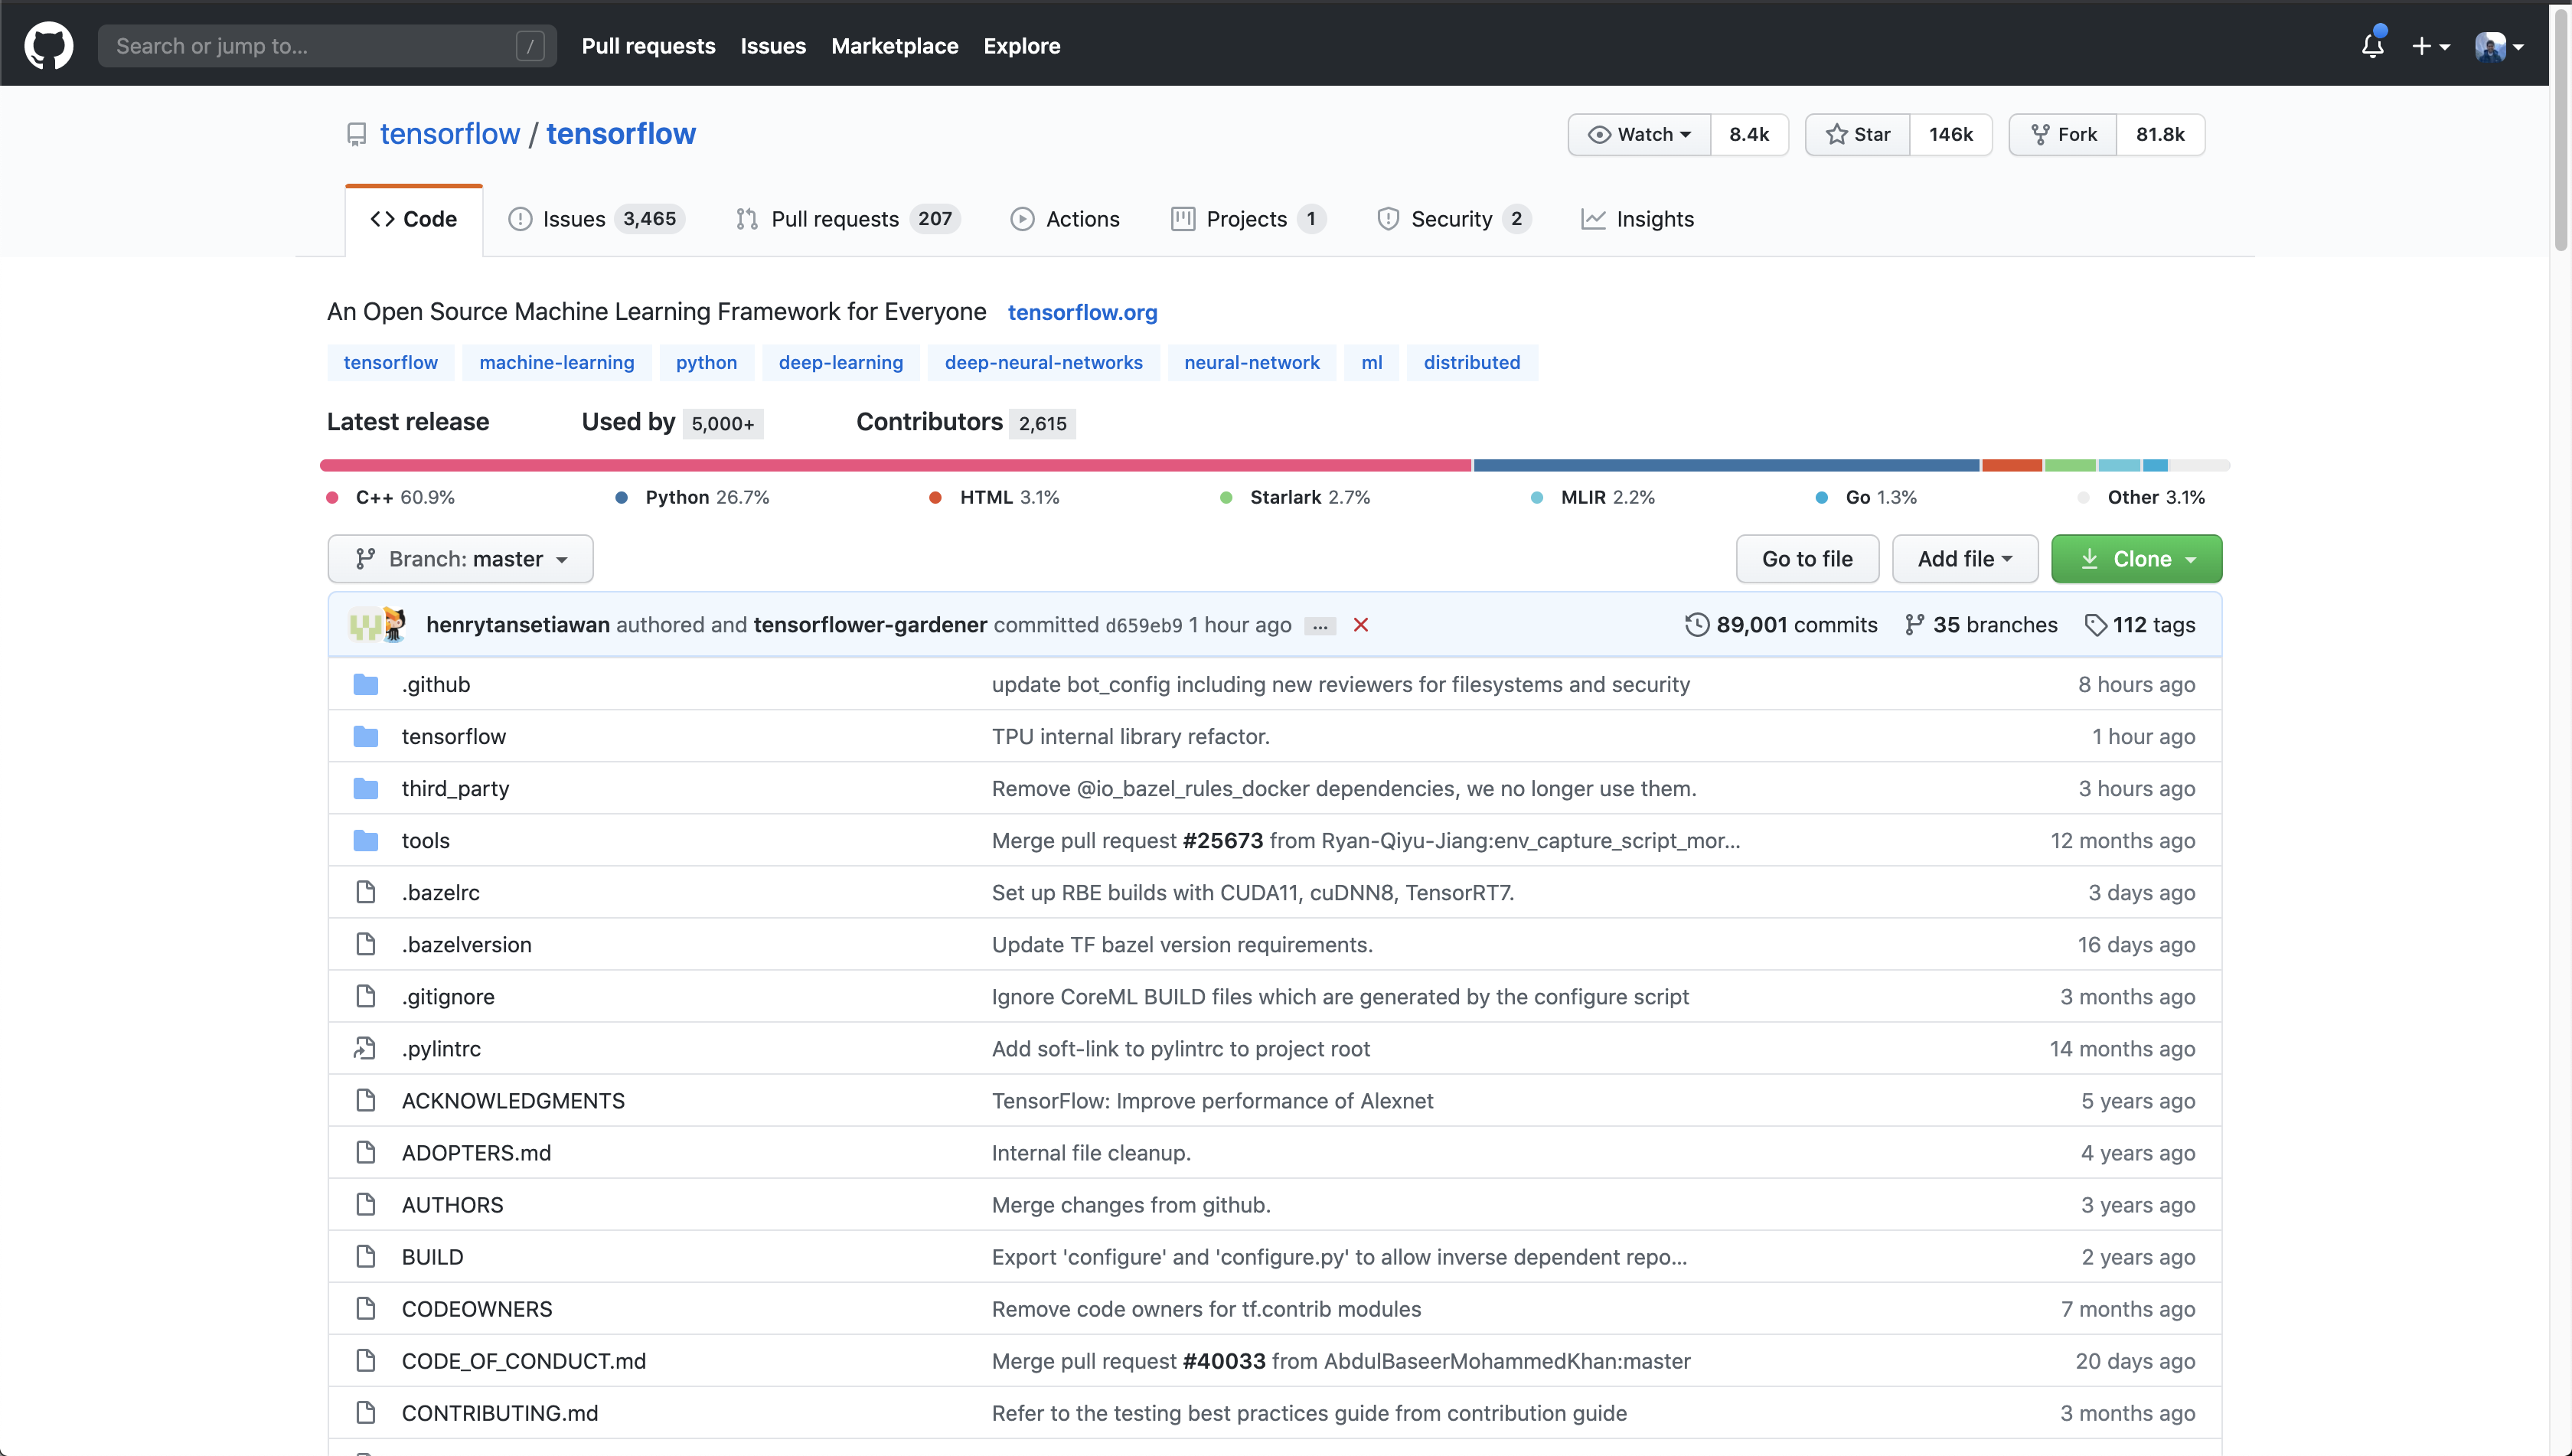 Search or jump to... / Pull requests Issues Marketplace Explore
tensorflow / tensorflow Watch 8.4k Star 146k Fork 81.8k
Code Issues 3,465 Pull requests 207 Actions Projects 1 Security 2 Insights
An Open Source Machine Learning Framework for Everyone tensorflow.org
tensorflow machine-learning python deep-learning deep-neural-networks neural-network ml distributed
Latest release Used by 5,000+ Contributors 2,615
C++ 60.9% Python 26.7% HTML 3.1% Starlark 2.7% MLIR 2.2% Go 1.3% Other 3.1%
Branch: master Go to file Add file Clone
henrytansetiawan authored and tensorflower-gardener committed d659eb9 1 hour ago ... 89,001 commits 35 branches 112 tags
.github update bot_config including new reviewers for filesystems and security 8 hours ago
tensorflow TPU internal library refactor. 1 hour ago
third_party Remove @io_bazel_rules_docker dependencies, we no longer use them. 3 hours ago
tools Merge pull request #25673 from Ryan-Qiyu-Jiang:env_capture_script_mor... 12 months ago
.bazelrc Set up RBE builds with CUDA11, cuDNN8, TensorRT7. 3 days ago
.bazelversion Update TF bazel version requirements. 16 days ago
.gitignore Ignore CoreML BUILD files which are generated by the configure script 3 months ago
.pylintrc Add soft-link to pylintrc to project root 14 months ago
ACKNOWLEDGMENTS TensorFlow: Improve performance of Alexnet 5 years ago
ADOPTERS.md Internal file cleanup. 4 years ago
AUTHORS Merge changes from github. 3 years ago
BUILD Export 'configure' and 'configure.py' to allow inverse dependent repo... 2 years ago
CODEOWNERS Remove code owners for tf.contrib modules 7 months ago
CODE_OF_CONDUCT.md Merge pull request #40033 from AbdulBaseerMohammedKhan:master 20 days ago
CONTRIBUTING.md Refer to the testing best practices guide from contribution guide 3 months ago